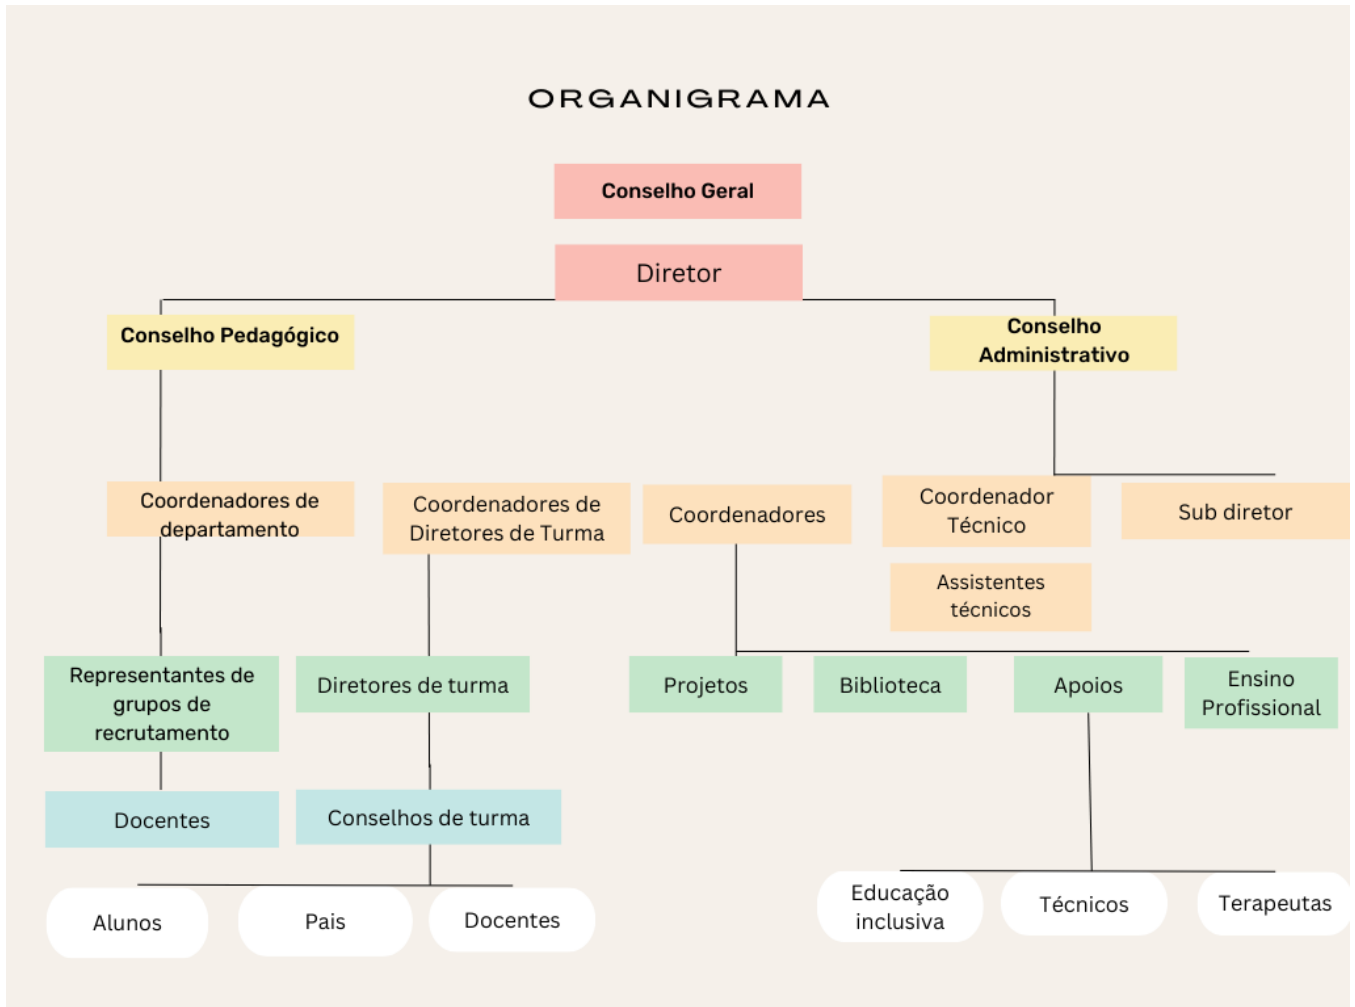 ORGANIGRAMA
Conselho Geral
Diretor
Conselho Pedagógico
Conselho
Administrativo
Coordenadores de
departamento
Coordenadores de
Diretores de Turma
Coordenadores
Coordenador
Técnico
Sub diretor
Assistentes
técnicos
Representantes de
grupos de
recrutamento
Diretores de turma
Projetos
Biblioteca
Apoios
Ensino
Profissional
Docentes
Conselhos de turma
Alunos
Pais
Docentes
Educação
inclusiva
Técnicos
Terapeutas